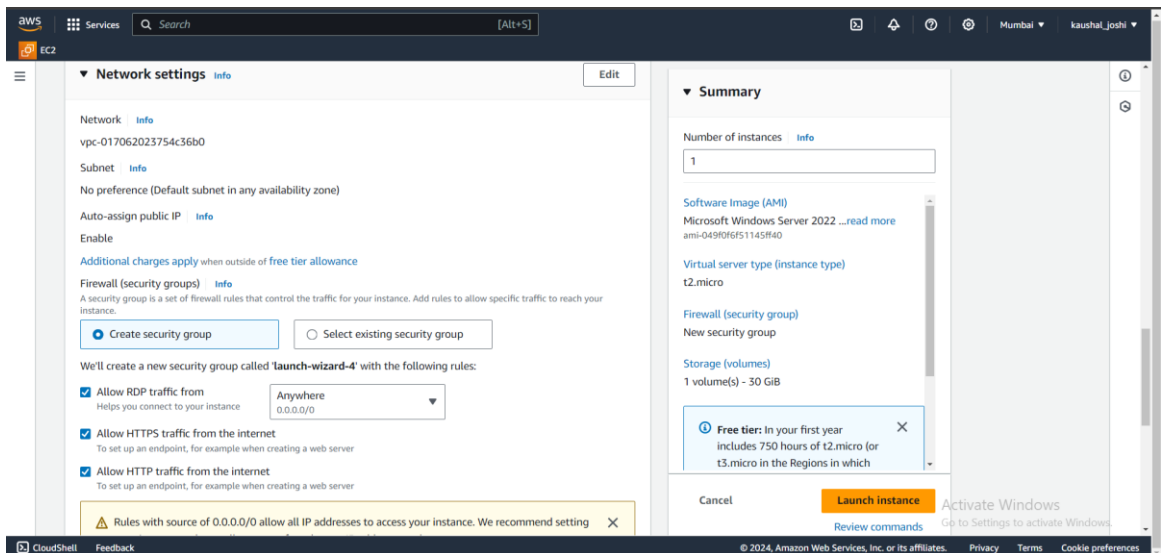 aws
Services
Search
[Alt+S]
Mumbai ▼
kaushal_joshi ▼
EC2
▼ Network settings Info
Edit
Network Info
vpc-017062023754c36b0
Subnet Info
No preference (Default subnet in any availability zone)
Auto-assign public IP Info
Enable
Additional charges apply when outside of free tier allowance
Firewall (security groups) Info
A security group is a set of firewall rules that control the traffic for your instance. Add rules to allow specific traffic to reach your
instance.
Create security group
Select existing security group
We'll create a new security group called 'launch-wizard-4' with the following rules:
Allow RDP traffic from
Helps you connect to your instance
Anywhere
0.0.0.0/0
Allow HTTPS traffic from the internet
To set up an endpoint, for example when creating a web server
Allow HTTP traffic from the internet
To set up an endpoint, for example when creating a web server
Rules with source of 0.0.0.0/0 allow all IP addresses to access your instance. We recommend setting
▼ Summary
Number of instances Info
1
Software Image (AMI)
Microsoft Windows Server 2022 ...read more
ami-049f0f6f51145ff40
Virtual server type (instance type)
t2.micro
Firewall (security group)
New security group
Storage (volumes)
1 volume(s) - 30 GiB
Free tier: In your first year
includes 750 hours of t2.micro (or
t3.micro in the Regions in which
Cancel
Launch instance
Review commands
Activate Windows
Go to Settings to activate Windows.
CloudShell
Feedback
© 2024, Amazon Web Services, Inc. or its affiliates.
Privacy
Terms
Cookie preferences